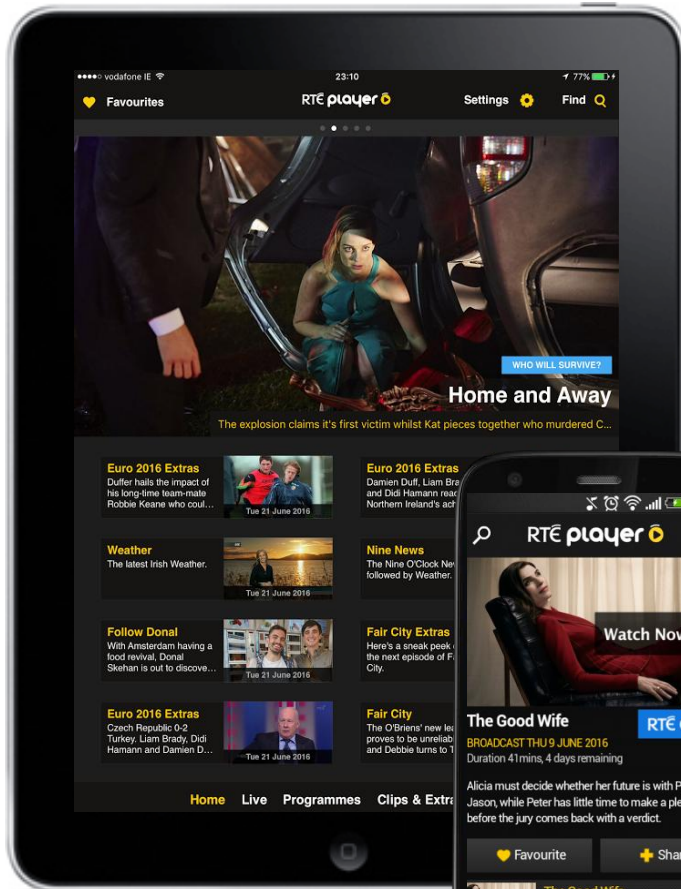 vodafone IE
23:10
77%
Favourites
RTÉ player
Settings
Find
WHO WILL SURVIVE?
Home and Away
The explosion claims it's first victim whilst Kat pieces together who murdered C...
Euro 2016 Extras
Duffer hails the impact of
his long-time team-mate
Robbie Keane who coul...
Tue 21 June 2016
Euro 2016 Extras
Damien Duff, Liam Bra
and Didi Hamann reac
Northern Ireland's ach
Weather
The latest Irish Weather.
Tue 21 June 2016
Nine News
The Nine O'Clock Ne
followed by Weather.
Follow Donal
With Amsterdam having a
food revival, Donal
Skehan is out to discove...
Tue 21 June 2016
Fair City Extras
Here's a sneak peek
the next episode of F
City.
Euro 2016 Extras
Czech Republic 0-2
Turkey. Liam Brady, Didi
Hamann and Damien D...
Tue 21 June 2016
Fair City
The O'Briens' new lea
proves to be unreliab
and Debbie turns to T
Home Live Programmes Clips & Extra
RTÉ player
Watch Now
The Good Wife
RTÉ
BROADCAST THU 9 JUNE 2016
Duration 41mins, 4 days remaining
Alicia must decide whether her future is with P
Jason, while Peter has little time to make a ple
before the jury comes back with a verdict.
Favourite
Shar
The Good Wife